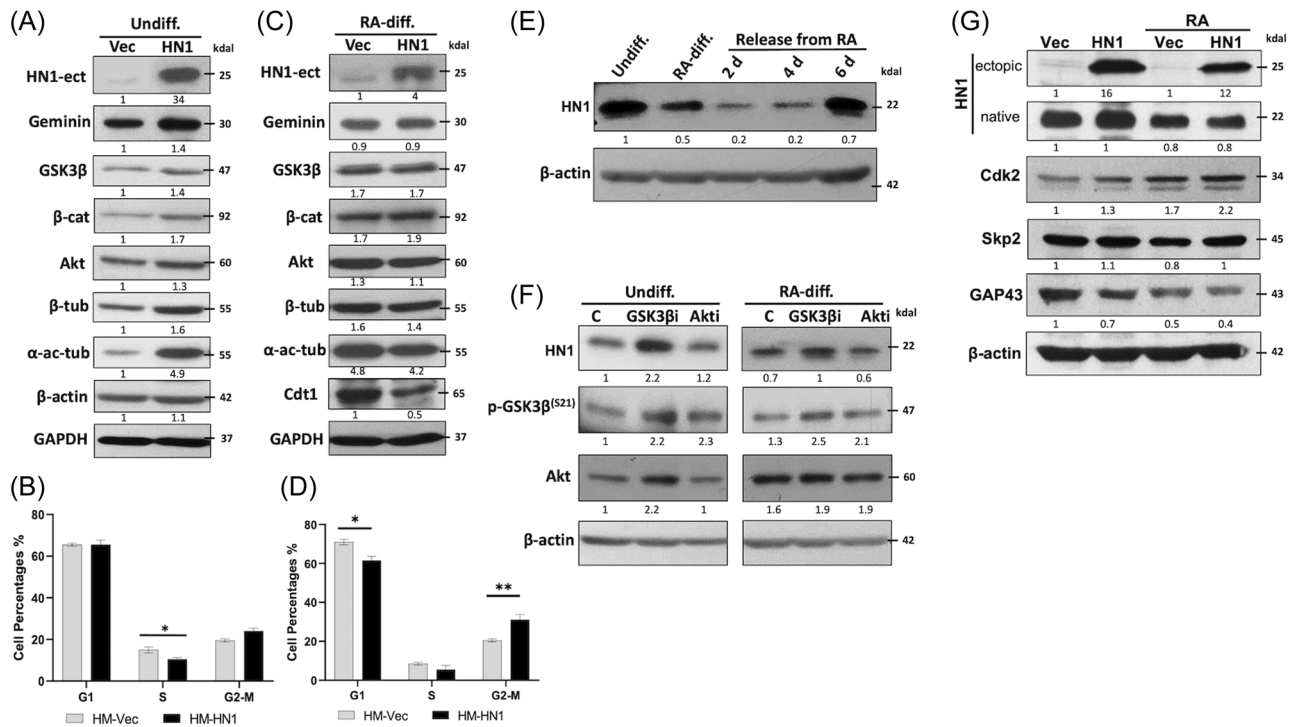 (A)
Undiff.
Vec HN1 kdal
HN1-ect 25
1 34
Geminin 30
1 1.4
GSK3β 47
1 1.4
β-cat 92
1 1.7
Akt 60
1 1.3
β-tub 55
1 1.6
α-ac-tub 55
1 4.9
β-actin 42
1 1.1
GAPDH 37
(B)
Cell Percentages %
80
60
40
20
0
*
G1 S G2-M
HM-Vec HM-HN1
(C)
RA-diff.
Vec HN1 kdal
HN1-ect 25
1 4
Geminin 30
0.9 0.9
GSK3β 47
1.7 1.7
β-cat 92
1.7 1.9
Akt 60
1.3 1.1
β-tub 55
1.6 1.4
α-ac-tub 55
4.8 4.2
Cdt1 65
1 0.5
GAPDH 37
(D)
Cell Percentages %
80
60
40
20
0
*
**
G1 S G2-M
HM-Vec HM-HN1
(E)
Undiff. RA-diff. Release from RA
2 d 4 d 6 d kdal
HN1 22
1 0.5 0.2 0.2 0.7
β-actin 42
(F)
Undiff. RA-diff.
C GSK3βi Akti C GSK3βi Akti kdal
HN1 22
1 2.2 1.2 0.7 1 0.6
p-GSK3β(S21) 47
1 2.2 2.3 1.3 2.5 2.1
Akt 60
1 2.2 1 1.6 1.9 1.9
β-actin 42
(G)
RA
Vec HN1 Vec HN1 kdal
HN1
ectopic 25
1 16 1 12
native 22
1 1 0.8 0.8
Cdk2 34
1 1.3 1.7 2.2
Skp2 45
1 1.1 0.8 1
GAP43 43
1 0.7 0.5 0.4
β-actin 42